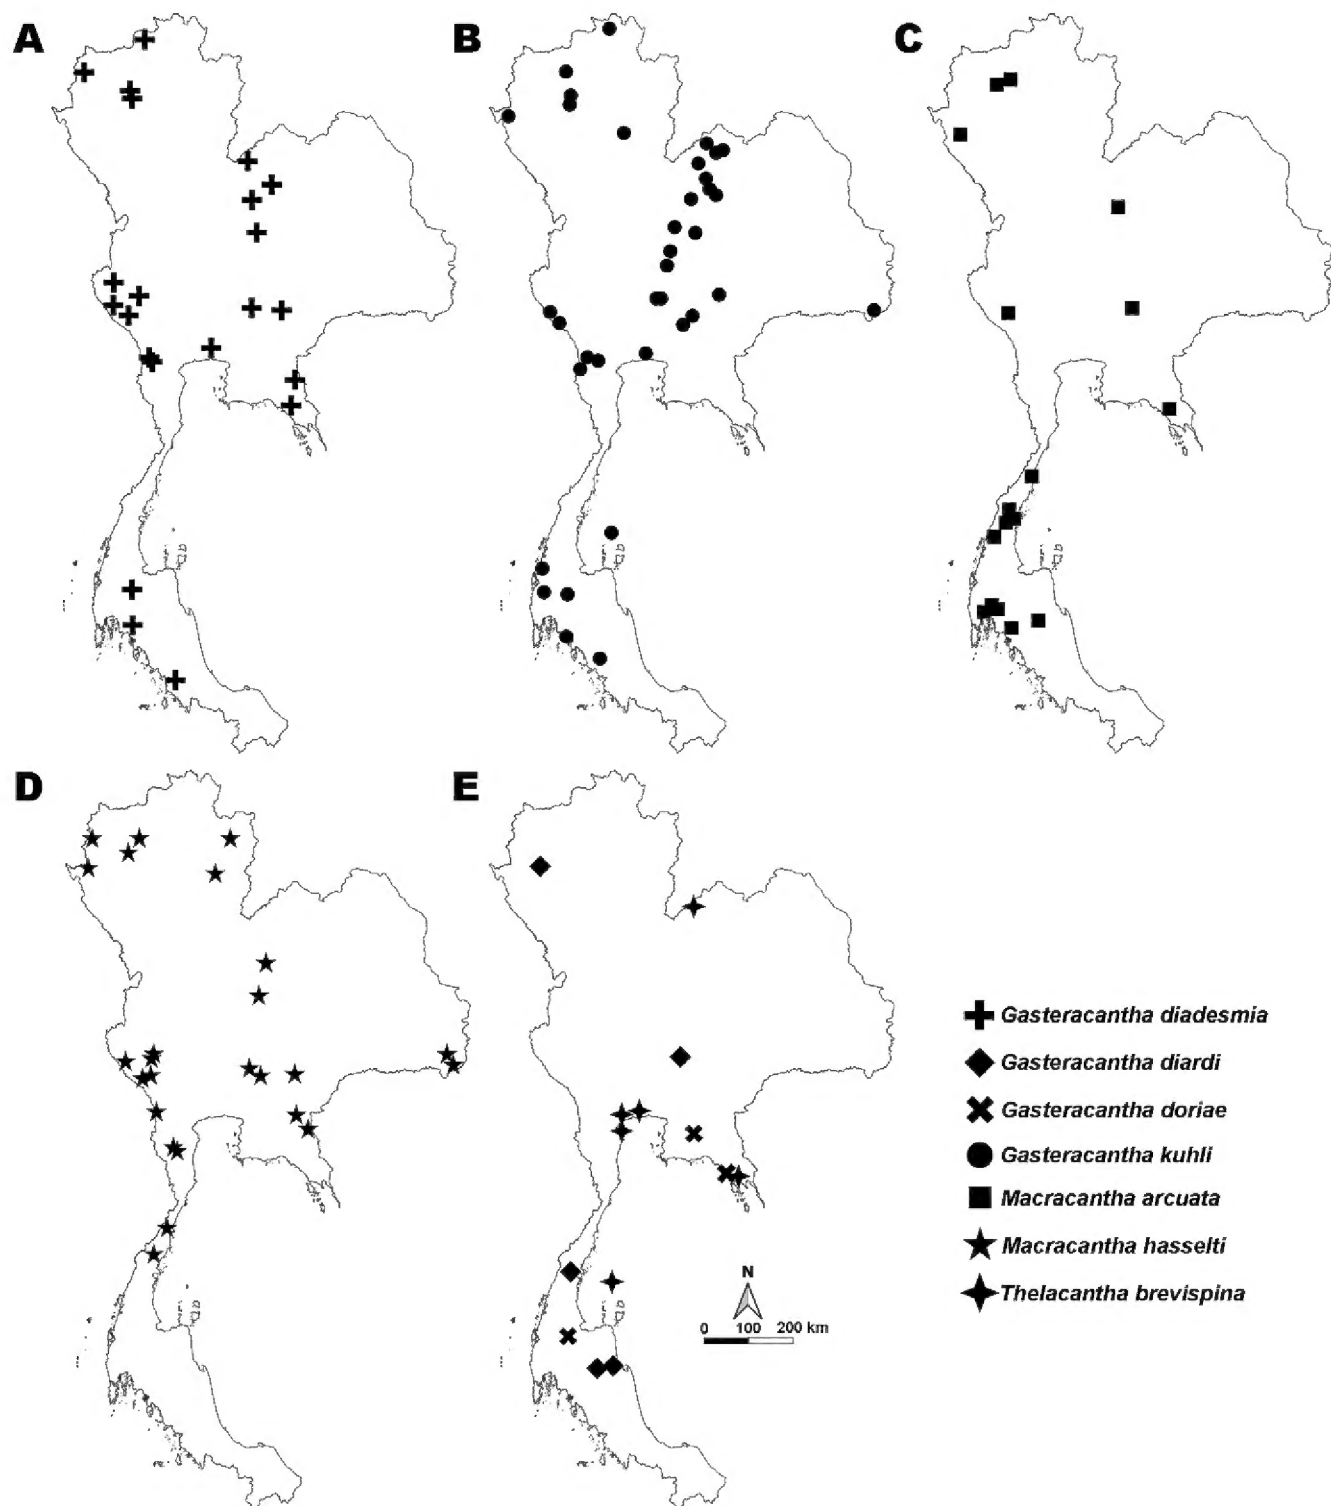 A
B
C
D
E
Gasteracantha diadesmia
Gasteracantha diardi
Gasteracantha doriae
Gasteracantha kuhli
Macracantha arcuata
Macracantha hasselti
Thelacantha brevispina
N
0 100 200 km